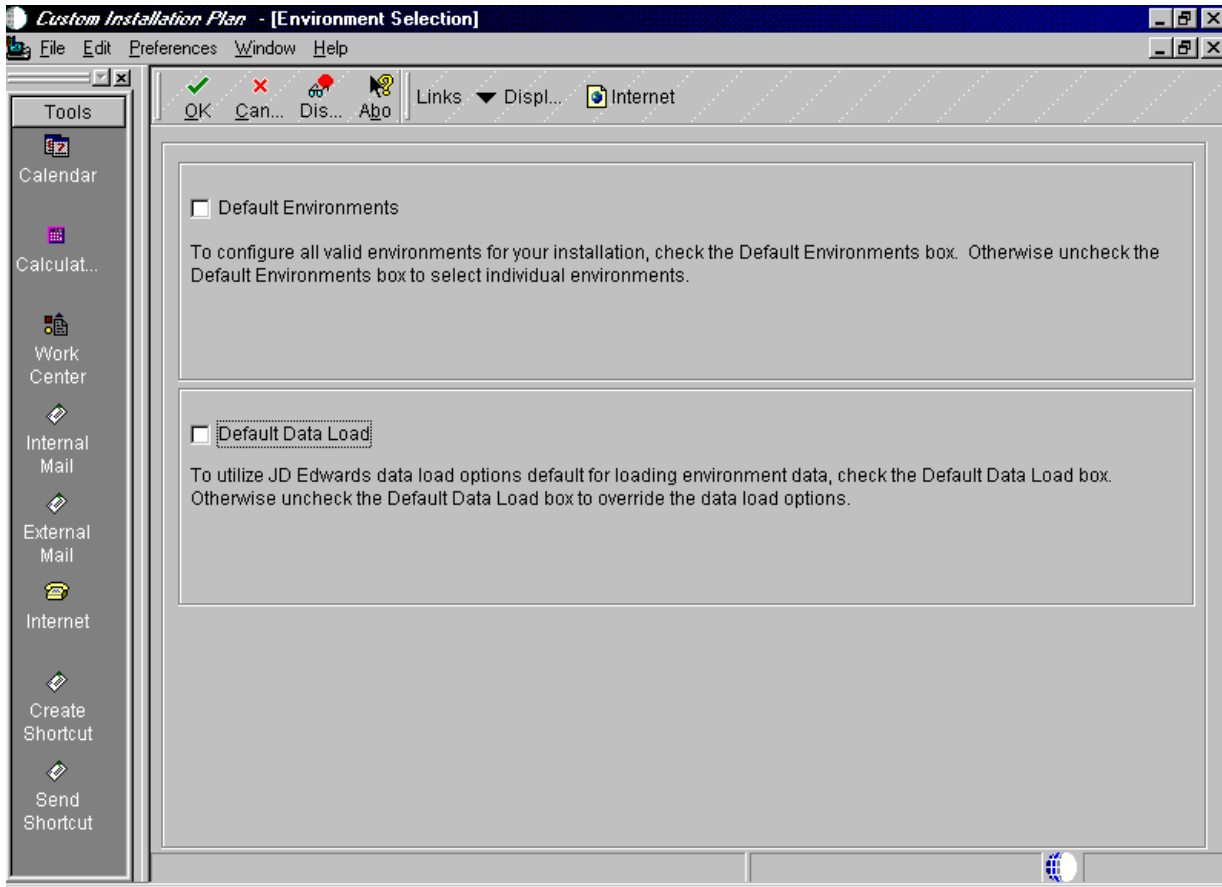 Custom Installation Plan - [Environment Selection]
File Edit Preferences Window Help
Tools
OK Can... Dis... Abo Links Displ... Internet
Calendar
Calculat...
Work
Center
Internal
Mail
External
Mail
Internet
Create
Shortcut
Send
Shortcut
Default Environments
To configure all valid environments for your installation, check the Default Environments box. Otherwise uncheck the
Default Environments box to select individual environments.
Default Data Load
To utilize JD Edwards data load options default for loading environment data, check the Default Data Load box.
Otherwise uncheck the Default Data Load box to override the data load options.